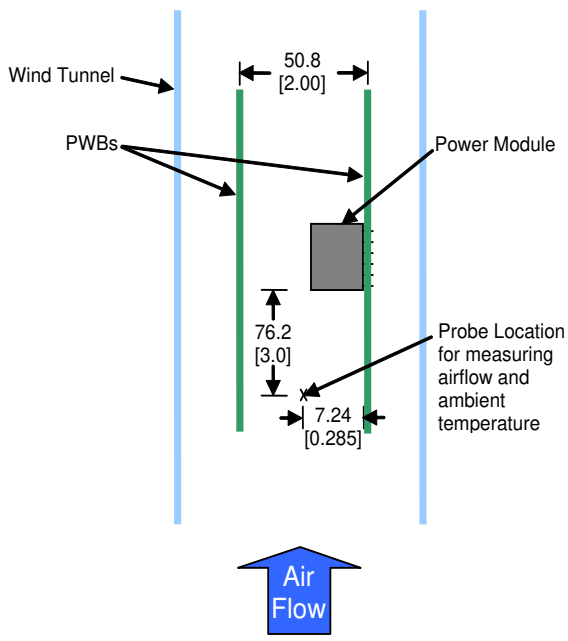 50.8
[2.00]
Wind Tunnel
PWBs
Power Module
76.2
[3.0]
Probe Location
for measuring
airflow and
ambient
temperature
x
7.24
[0.285]
Air
Flow